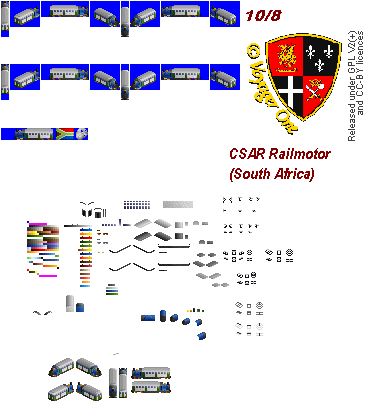 10/8
© Voyager One
Released under GPL v2(+)
and CC-BY licences
CSAR Railmotor
(South Africa)